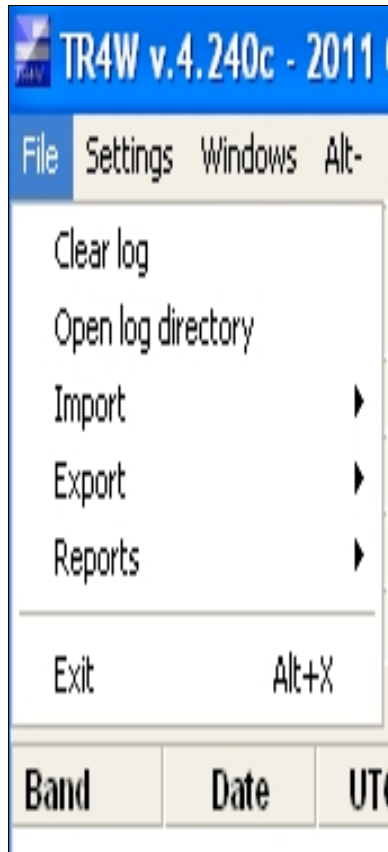 TR4W v.4.240c - 2011
File Settings Windows Alt-
Clear log
Open log directory
Import
Export
Reports
Exit Alt+X
Band Date